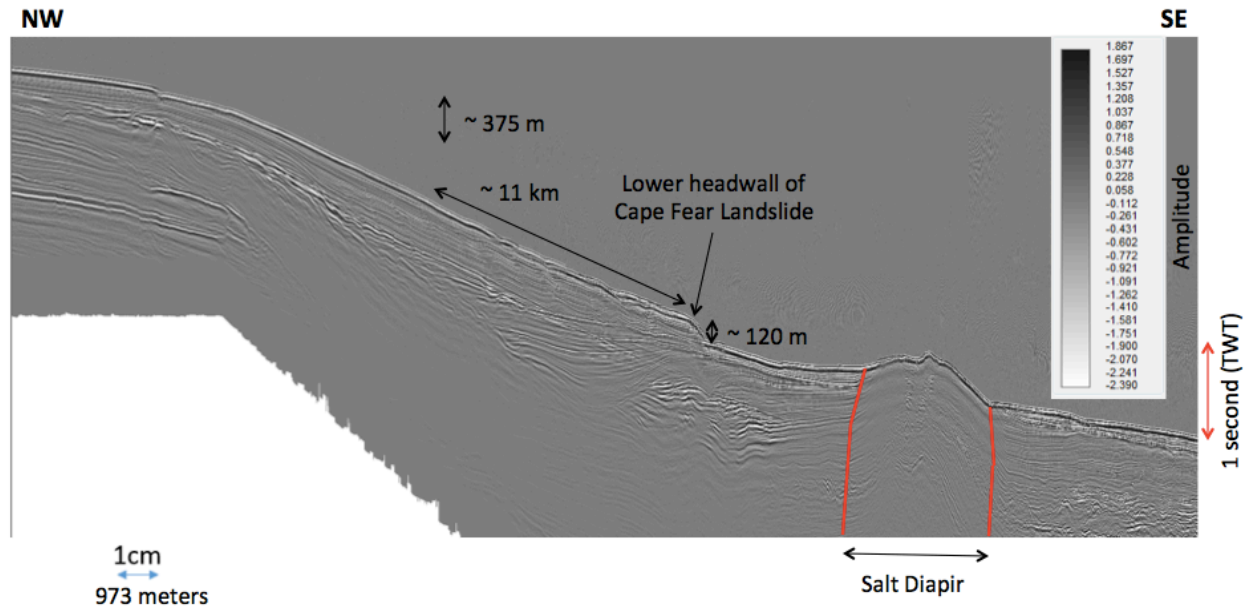 NW
SE
1.867
1.697
1.527
1.357
1.208
1.037
0.867
0.718
0.548
0.377
0.228
0.058
-0.112
-0.261
-0.431
-0.602
-0.772
-0.921
-1.091
-1.262
-1.410
-1.581
-1.751
-1.900
-2.070
-2.241
-2.390
Amplitude
~ 375 m
~ 11 km
Lower headwall of
Cape Fear Landslide
~ 120 m
1 second (TWT)
1cm
973 meters
Salt Diapir